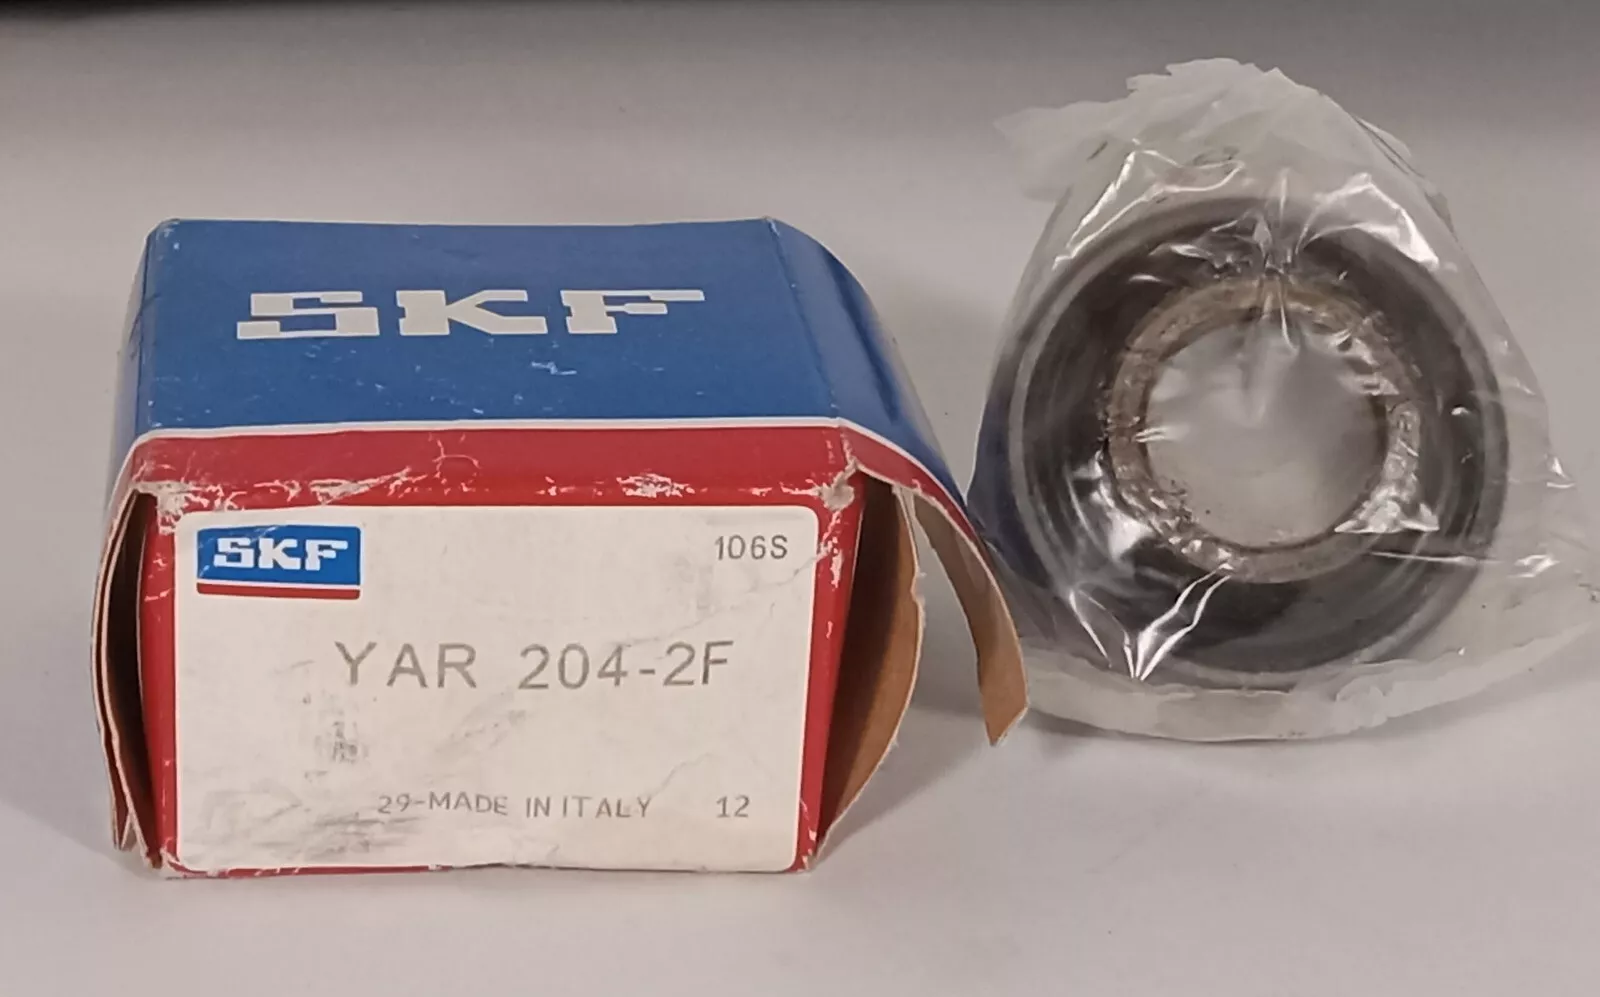 SKF
SKF
106S
YAR 204-2F
29-MADE IN ITALY 12